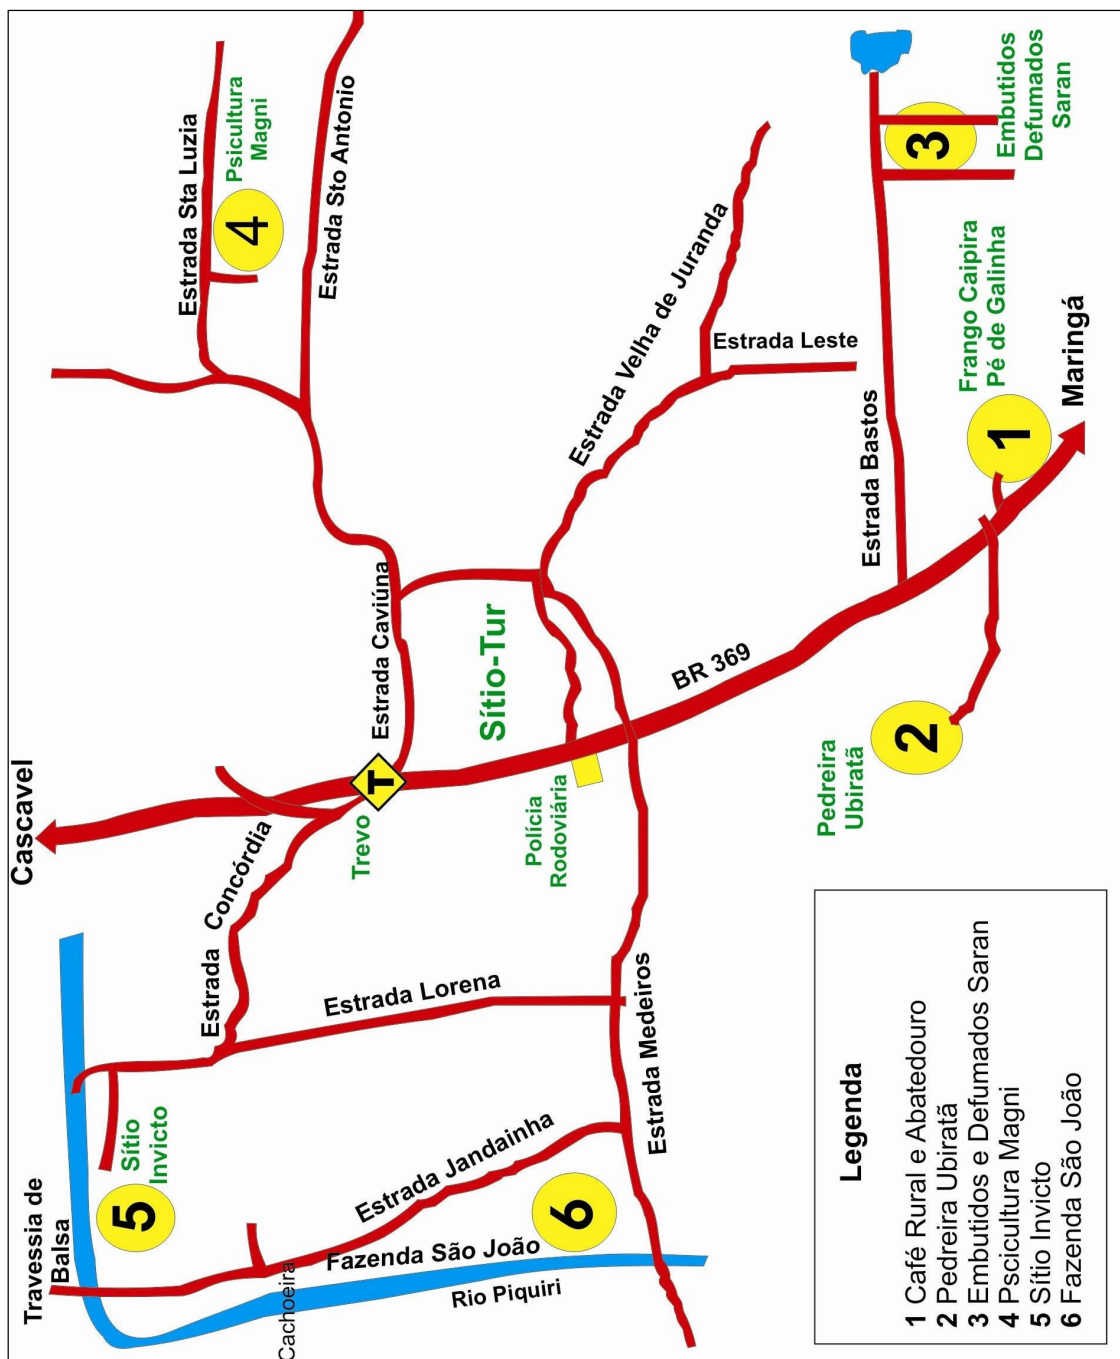 Cascavel
Travessia de
Balsa
Estrada Sta Luzia
Psicultura
Magni
4
Estrada Sto Antonio
Estrada Caviúna
T
Trevo
Estrada Concórdia
Sítio
Invicto
5
Estrada Lorena
Estrada Jandainha
Fazenda São João
6
Cachoeira
Rio Piquiri
Sítio-Tur
Polícia
Rodoviária
BR 369
Estrada Medeiros
Estrada Velha de Juranda
Estrada Leste
Estrada Bastos
3
Embutidos
Defumados
Saran
Frango Caipira
Pé de Galinha
1
Maringá
Pedreira
Ubiratã
2
Legenda
1 Café Rural e Abatedouro
2 Pedreira Ubiratã
3 Embutidos e Defumados Saran
4 Pscicultura Magni
5 Sítio Invicto
6 Fazenda São João